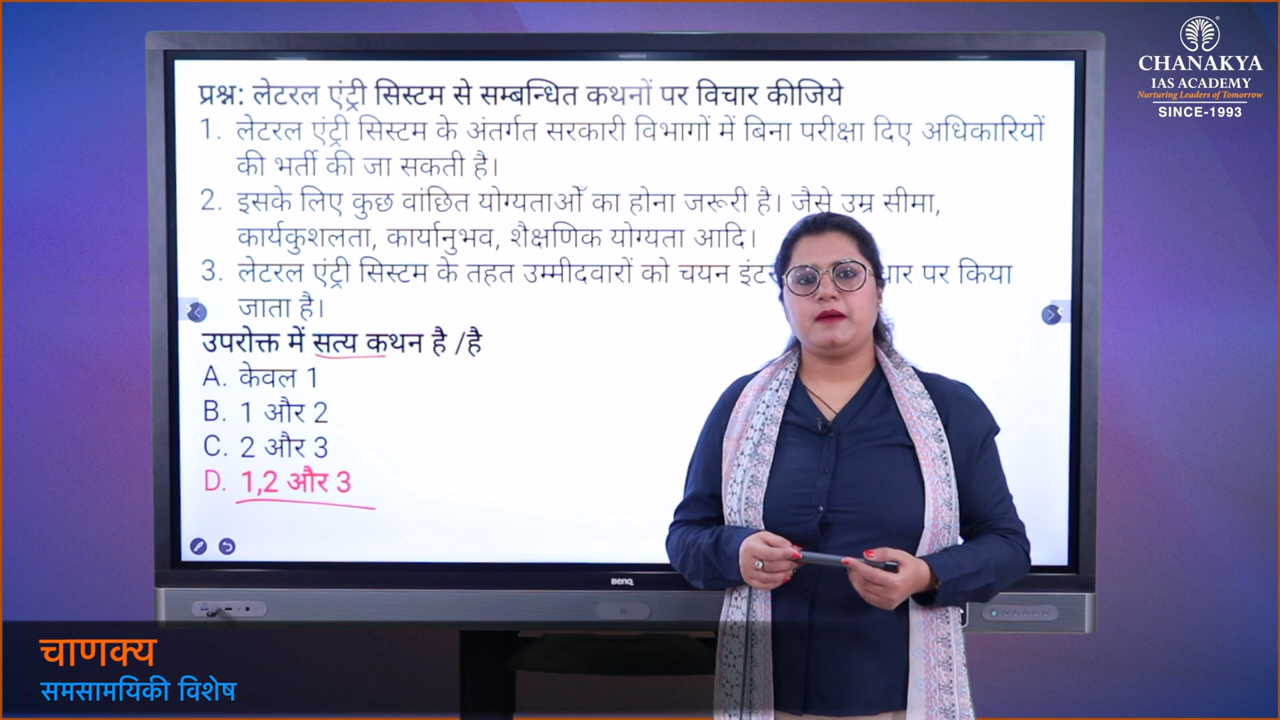 CHANAKYA
IAS ACADEMY
Nurturing Leaders of Tomorrow
SINCE-1993
प्रश्न: लेटरल एंट्री सिस्टम से सम्बन्धित कथनों पर विचार कीजिये
1. लेटरल एंट्री सिस्टम के अंतर्गत सरकारी विभागों में बिना परीक्षा दिए अधिकारियों
की भर्ती की जा सकती है।
2. इसके लिए कुछ वांछित योग्यताओँ का होना जरूरी है। जैसे उम्र सीमा,
कार्यकुशलता, कार्यानुभव, शैक्षणिक योग्यता आदि।
3. लेटरल एंट्री सिस्टम के तहत उम्मीदवारों को चयन पर किया
जाता है।
उपरोक्त में सत्य कथन है /है
A. केवल 1
B. 1 और 2
C. 2 और 3
D. 1,2 और 3
BenQ
चाणक्य
समसामयिकी विशेष